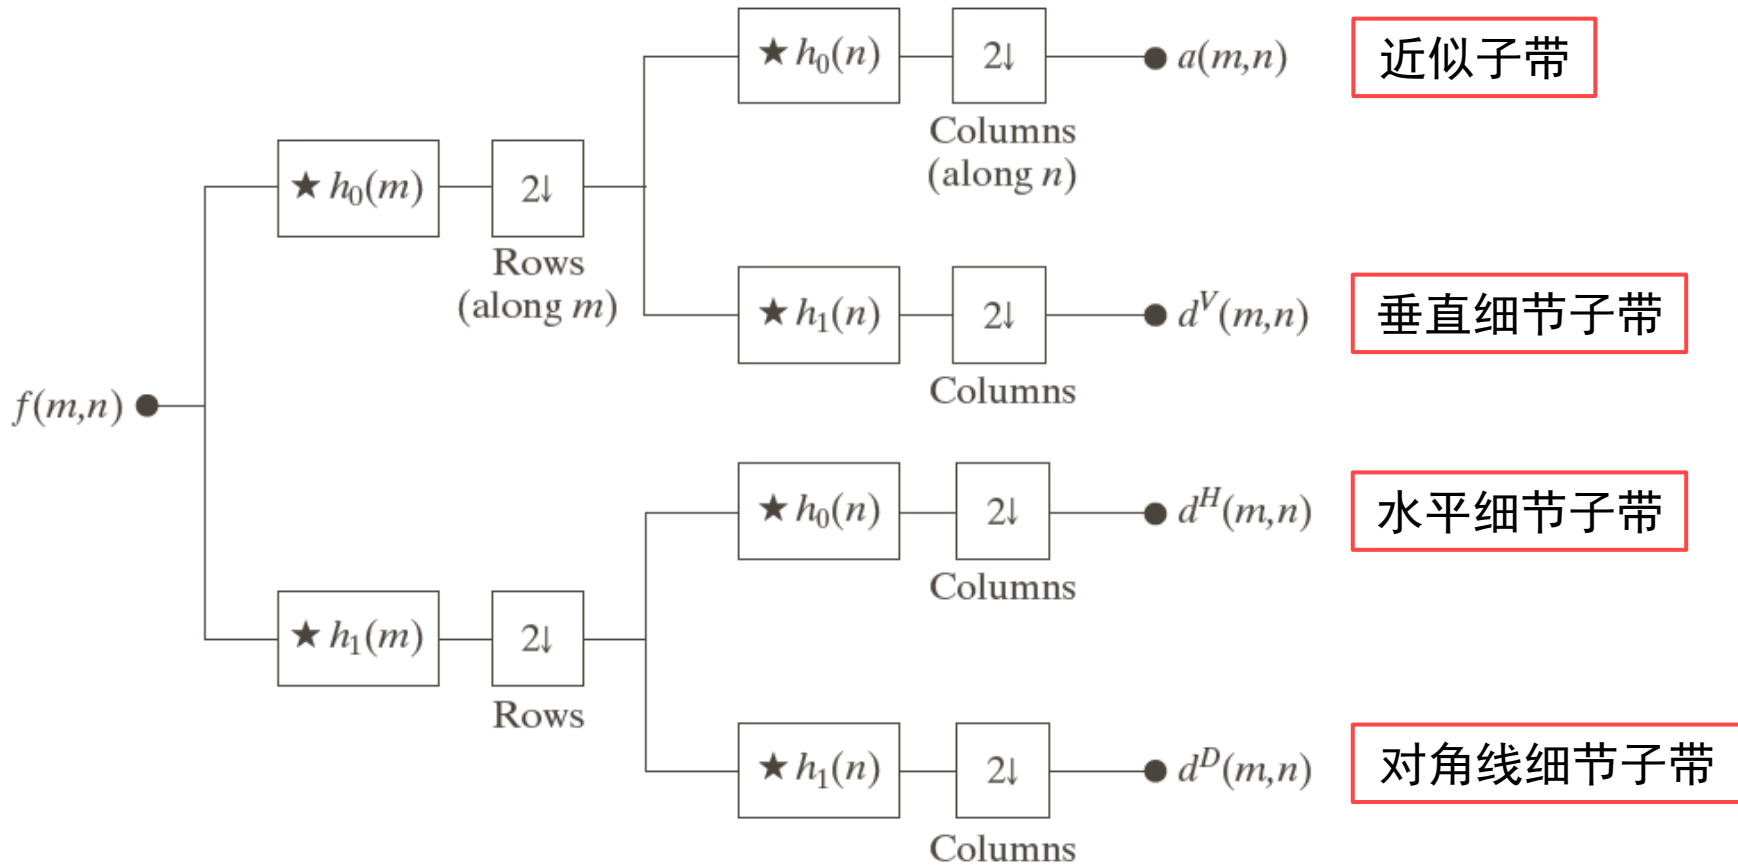 ★ h₀(n)
2↓
a(m,n)
近似子带
Columns
(along n)
★ h₀(m)
2↓
Rows
(along m)
★ h₁(n)
2↓
dⱽ(m,n)
垂直细节子带
Columns
f(m,n)
★ h₀(n)
2↓
dᴴ(m,n)
水平细节子带
Columns
★ h₁(m)
2↓
Rows
★ h₁(n)
2↓
dᴰ(m,n)
对角线细节子带
Columns